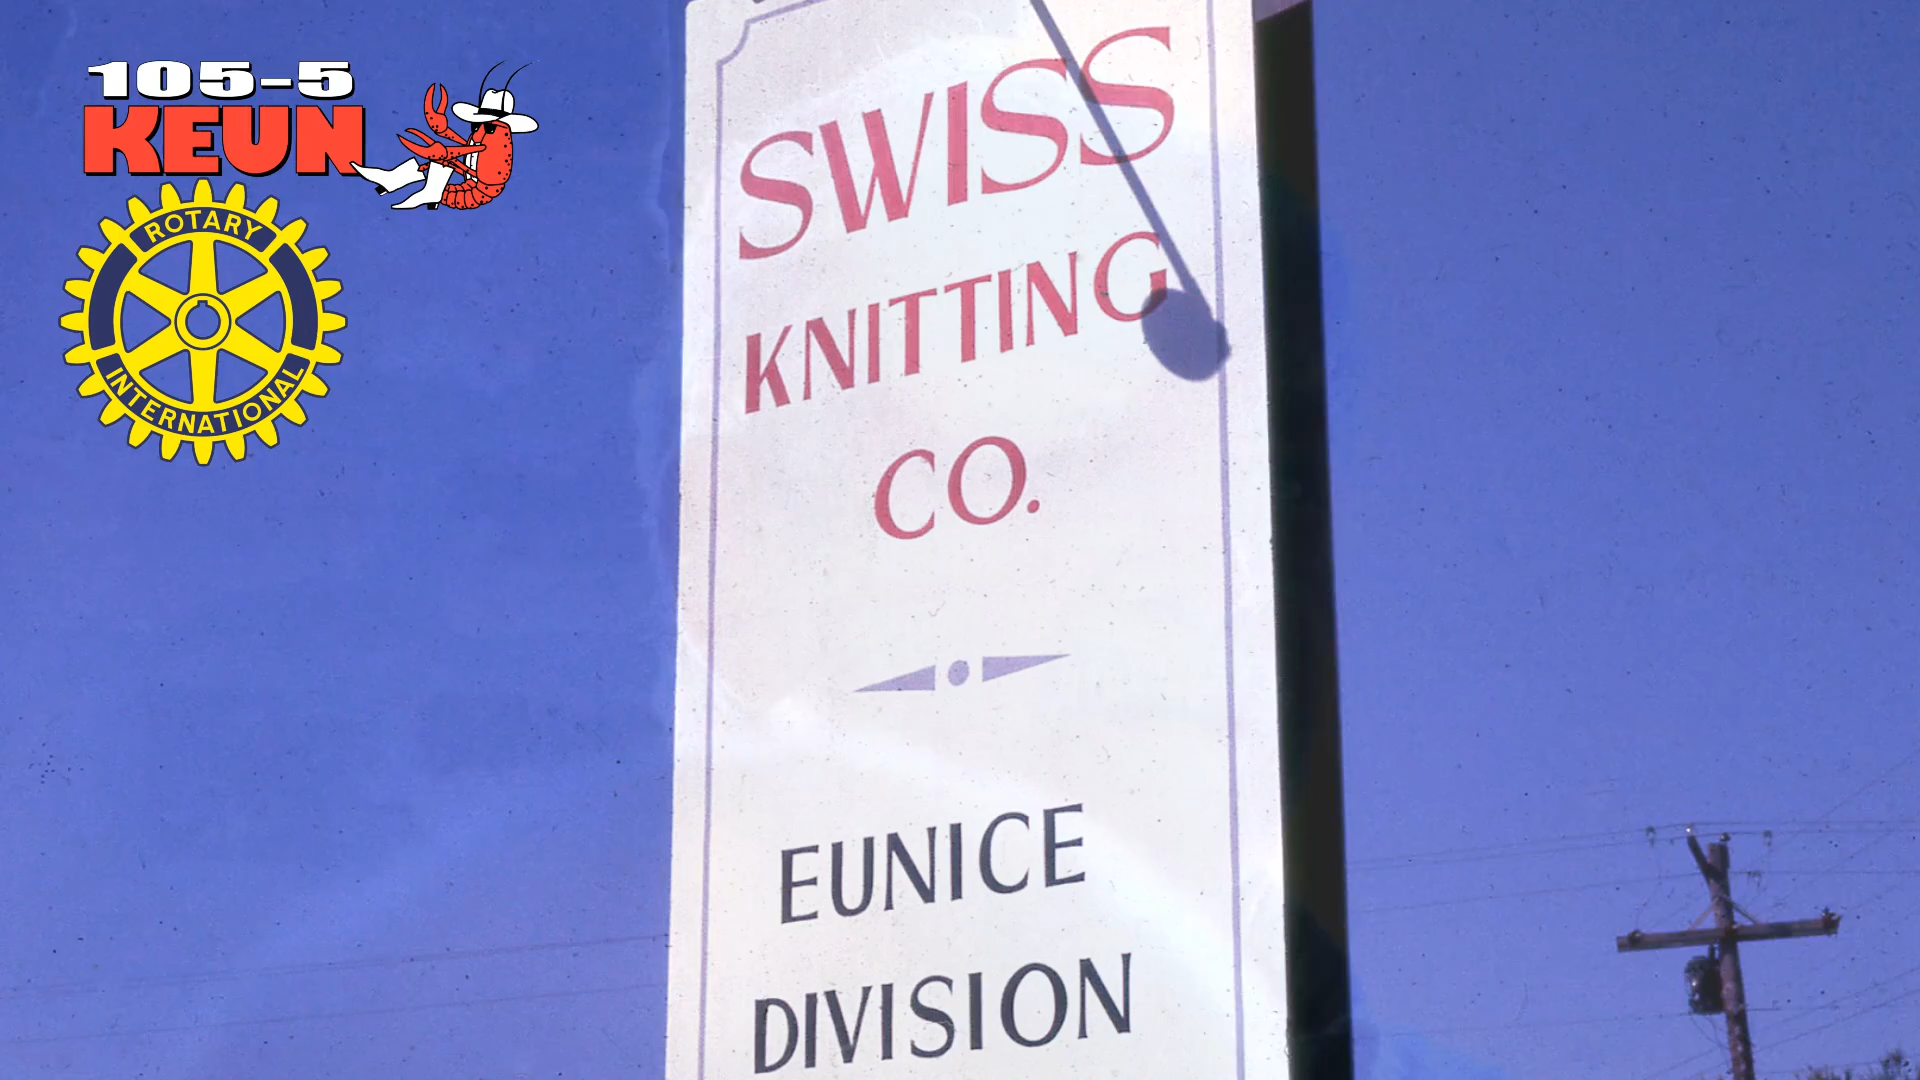 105-5
KEUN
ROTARY
INTERNATIONAL
SWISS
KNITTING
CO.
EUNICE
DIVISION